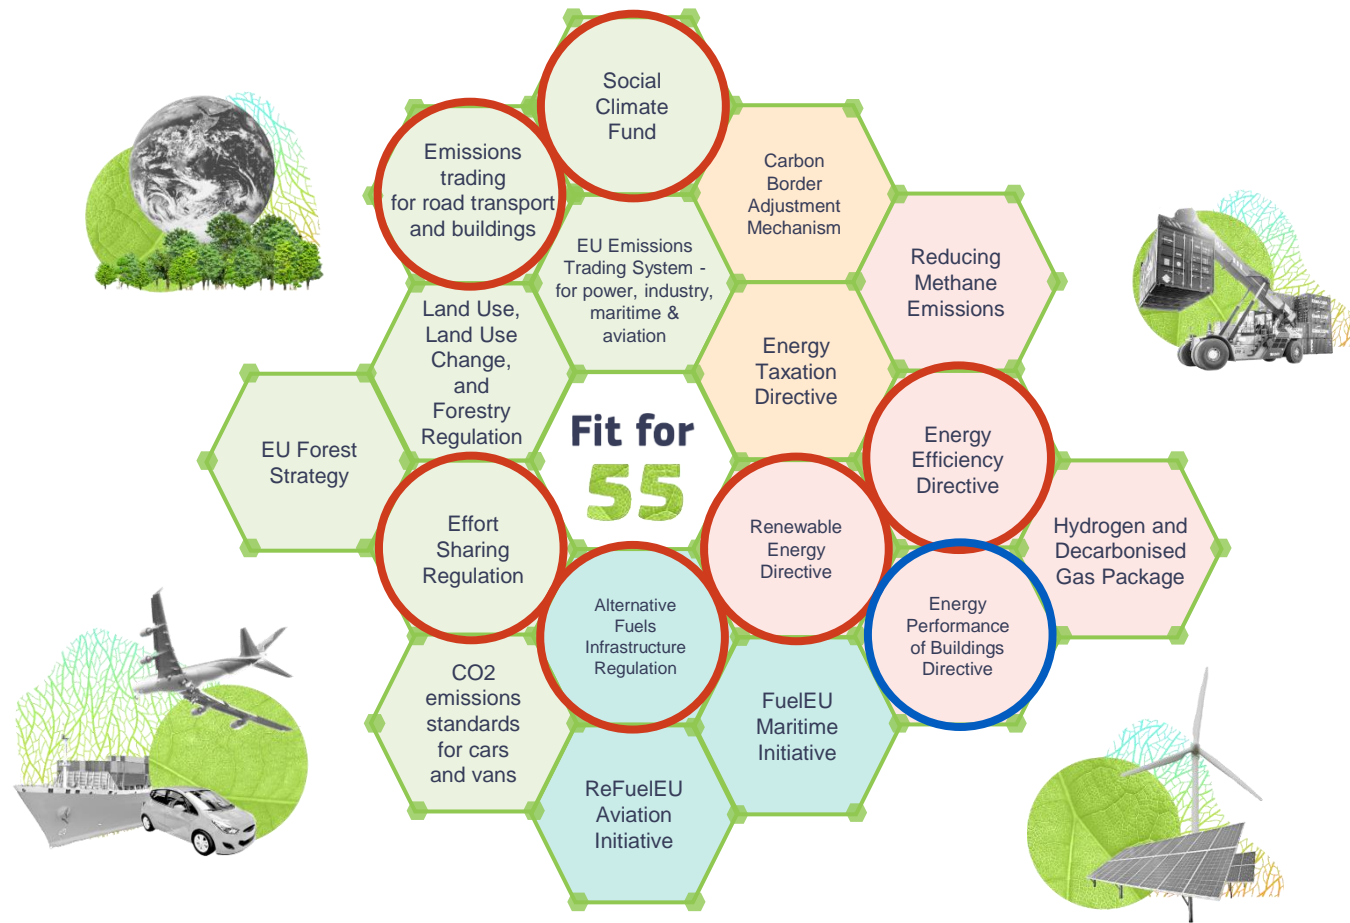 Social
Climate
Fund
Emissions
trading
for road transport
and buildings
Carbon
Border
Adjustment
Mechanism
EU Emissions
Trading System -
for power, industry,
maritime &
aviation
Reducing
Methane
Emissions
Land Use,
Land Use
Change,
and
Forestry
Regulation
Energy
Taxation
Directive
Fit for
55
EU Forest
Strategy
Energy
Efficiency
Directive
Effort
Sharing
Regulation
Renewable
Energy
Directive
Hydrogen and
Decarbonised
Gas Package
Alternative
Fuels
Infrastructure
Regulation
Energy
Performance
of Buildings
Directive
CO2
emissions
standards
for cars
and vans
FuelEU
Maritime
Initiative
ReFuelEU
Aviation
Initiative